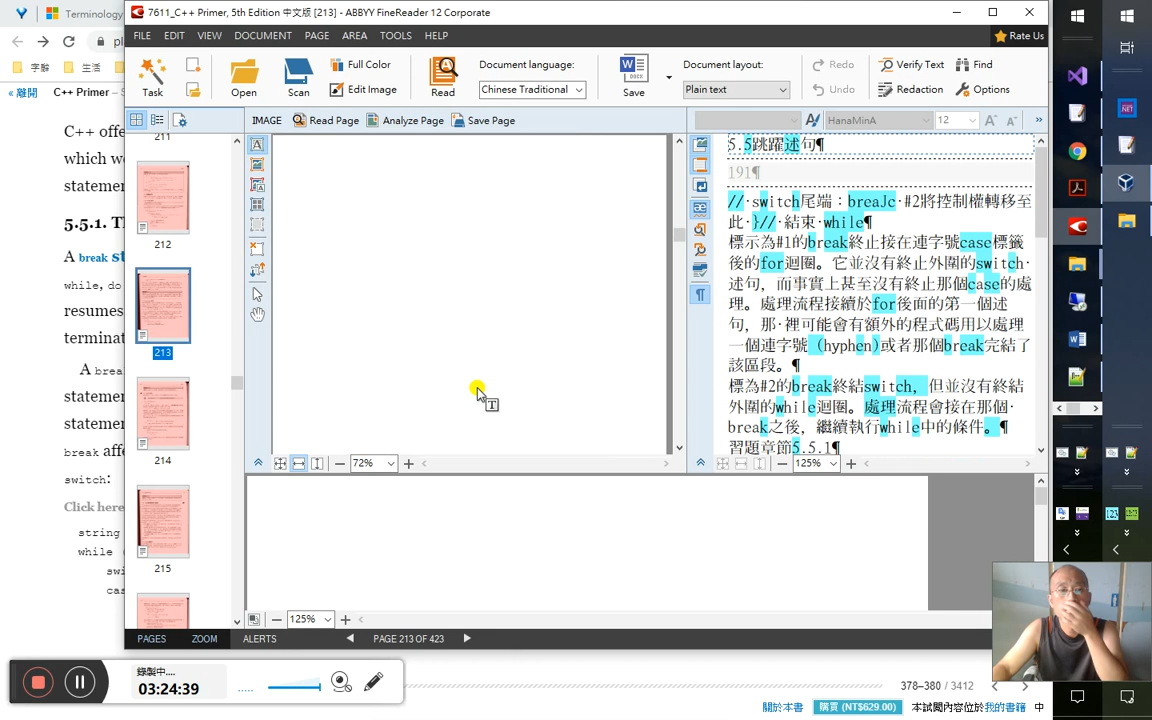 Terminology
7611_C++ Primer, 5th Edition 中文版 [213] - ABBYY FineReader 12 Corporate
FILE EDIT VIEW DOCUMENT PAGE AREA TOOLS HELP
Rate Us
Task
Open
Scan
Full Color
Edit Image
Read
Document language:
Chinese Traditional
Save
Document layout:
Plain text
Redo
Undo
Verify Text
Find
Redaction
Options
字辭
生活
« 離開
C++ Primer –
IMAGE
Read Page
Analyze Page
Save Page
HanaMinA
12
»
C++ offe
which we
statemen
5.5.1. T
A break st
while, do
resumes
terminat
A brea
statemen
statemen
break affe
switch:
Click here
string
while (
swi
cas
211
212
213
214
215
72%
125%
5.5跳躍述句¶
191¶
//·switch尾端：breaJc·#2將控制權轉移至
此·}//·結束·while¶
標示為#1的break終止接在連字號case標籤
後的for迴圈。它並沒有終止外圍的switch·
述句，而事實上甚至沒有終止那個case的處
理。處理流程接續於for後面的第一個述
句，那·裡可能會有額外的程式碼用以處理
一個連字號（hyphen)或者那個break完結了
該區段。¶
標為#2的break終結switch，但並沒有終結
外圍的while迴圈。處理流程會接在那個·
break之後，繼續執行while中的條件。¶
習題章節5.5.1¶
125%
PAGES
ZOOM
ALERTS
PAGE 213 OF 423
錄製中....
03:24:39
378–380 / 3412
關於本書
購買 (NT$629.00)
本試閱內容位於我的書籍
中